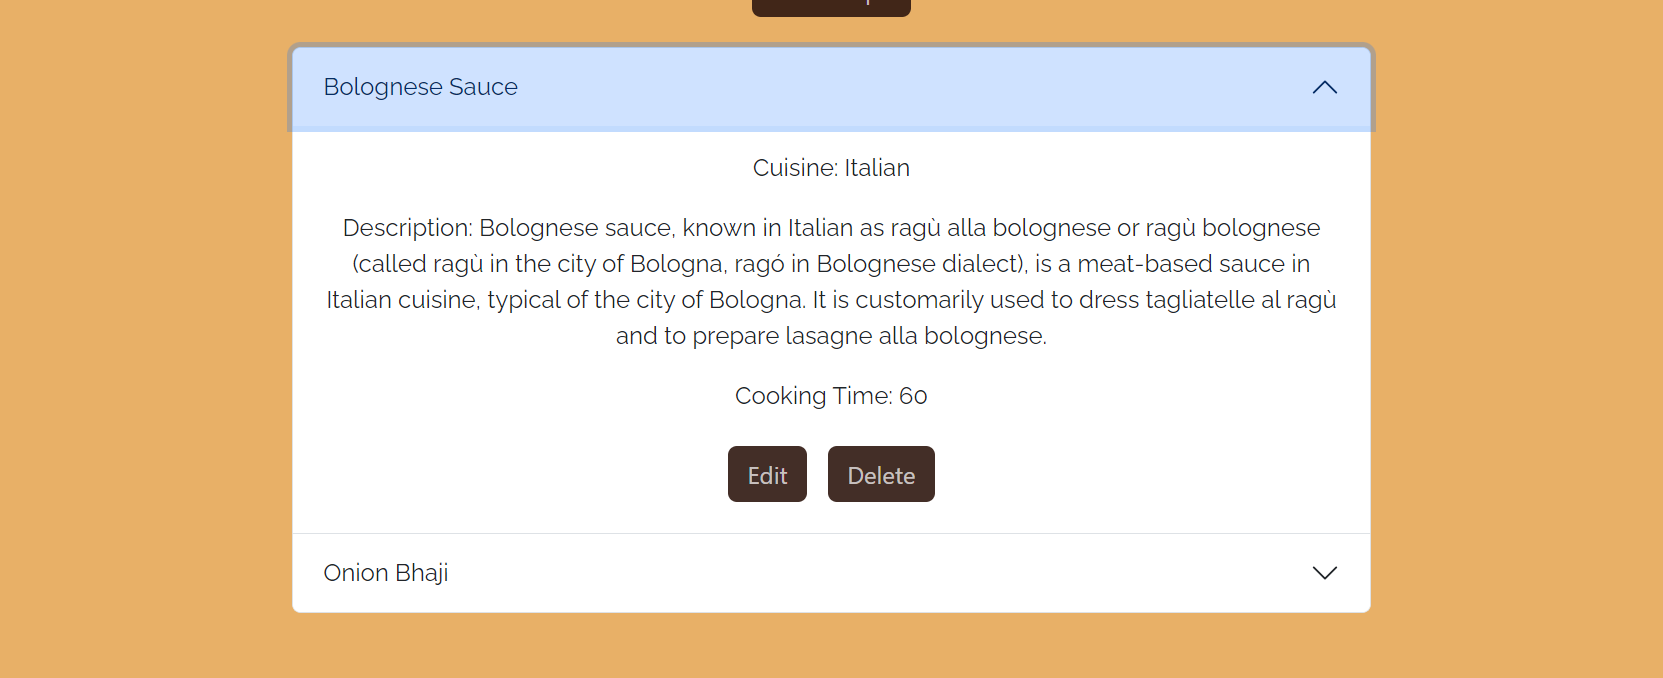 Bolognese Sauce
Cuisine: Italian
Description: Bolognese sauce, known in Italian as ragù alla bolognese or ragù bolognese
(called ragù in the city of Bologna, ragó in Bolognese dialect), is a meat-based sauce in
Italian cuisine, typical of the city of Bologna. It is customarily used to dress tagliatelle al ragù
and to prepare lasagne alla bolognese.
Cooking Time: 60
Edit Delete
Onion Bhaji